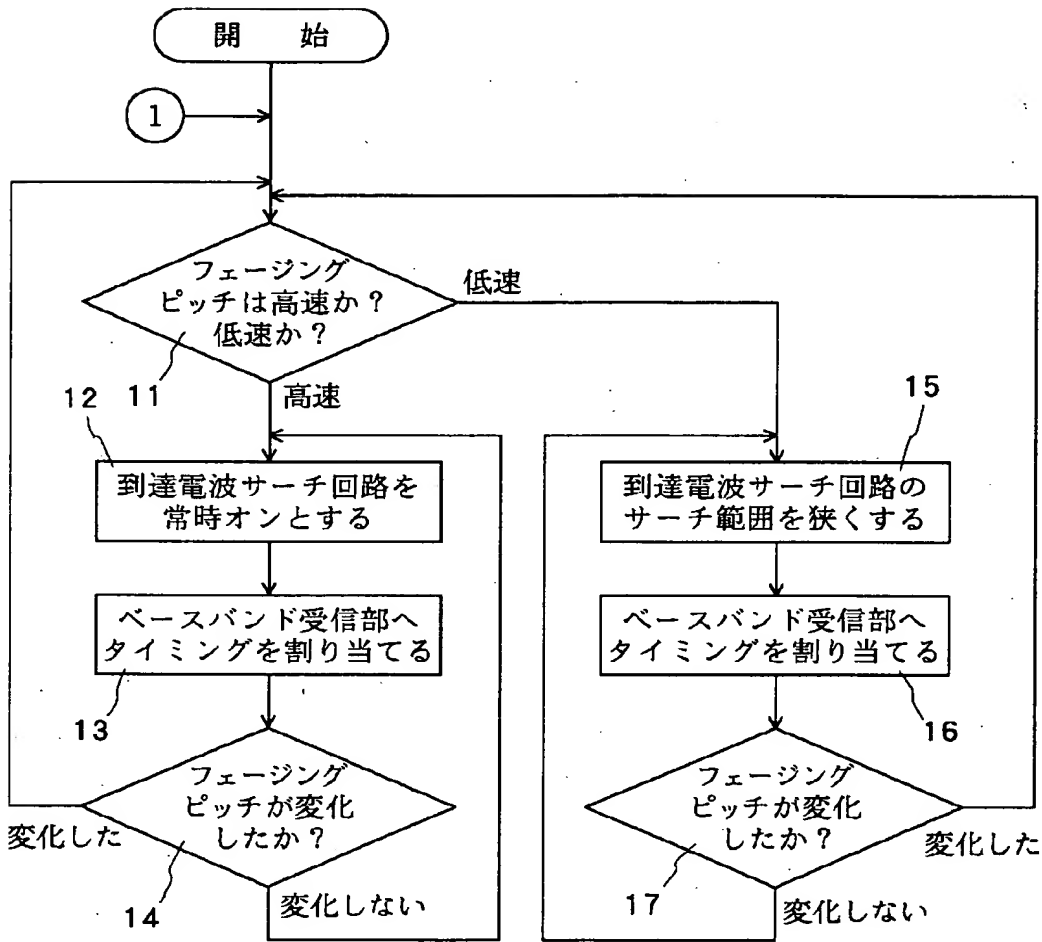 開　始
1
フェージング
ピッチは高速か？
低速か？
11
低速
高速
12
到達電波サーチ回路を
常時オンとする
ベースバンド受信部へ
タイミングを割り当てる
13
フェージング
ピッチが変化
したか？
14
変化した
変化しない
15
到達電波サーチ回路の
サーチ範囲を狭くする
ベースバンド受信部へ
タイミングを割り当てる
16
フェージング
ピッチが変化
したか？
17
変化した
変化しない